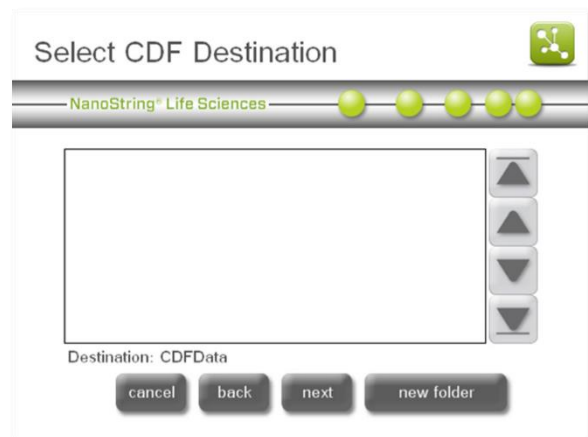 Select CDF Destination
NanoString® Life Sciences
Destination: CDFData
cancel back next new folder